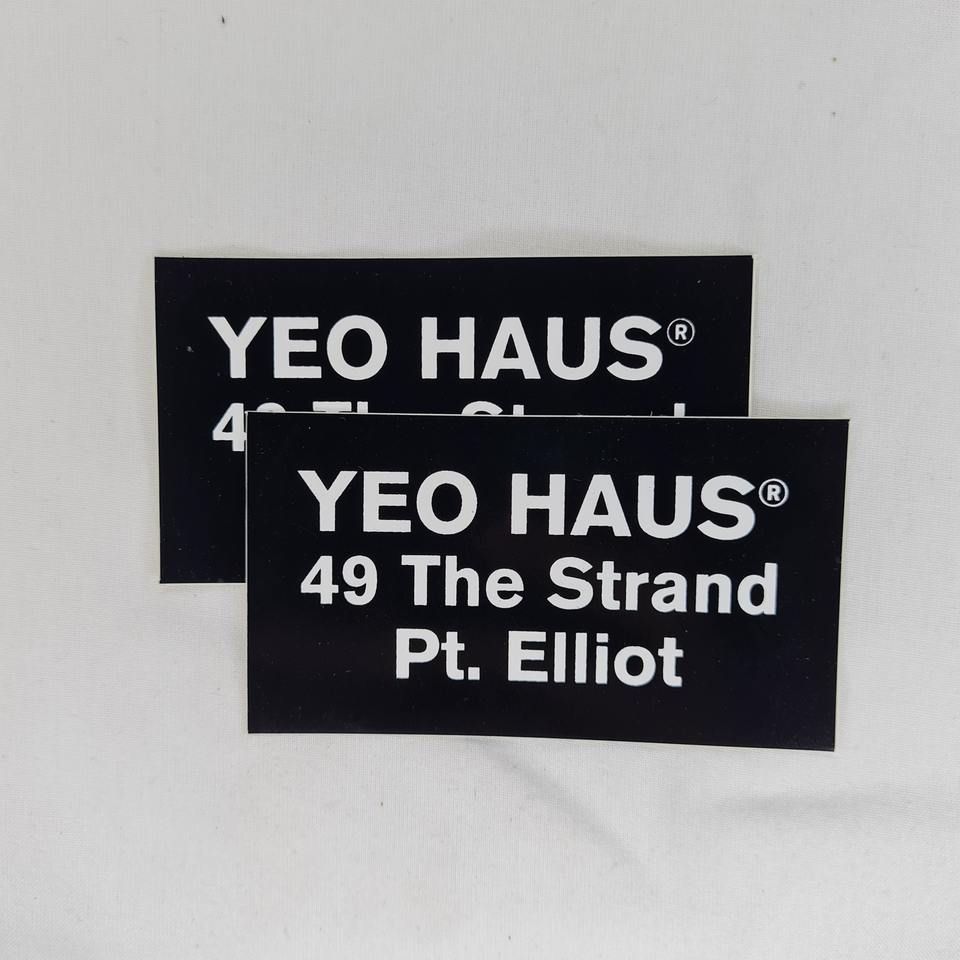 YEO HAUS®
YEO HAUS®
49 The Strand
Pt. Elliot